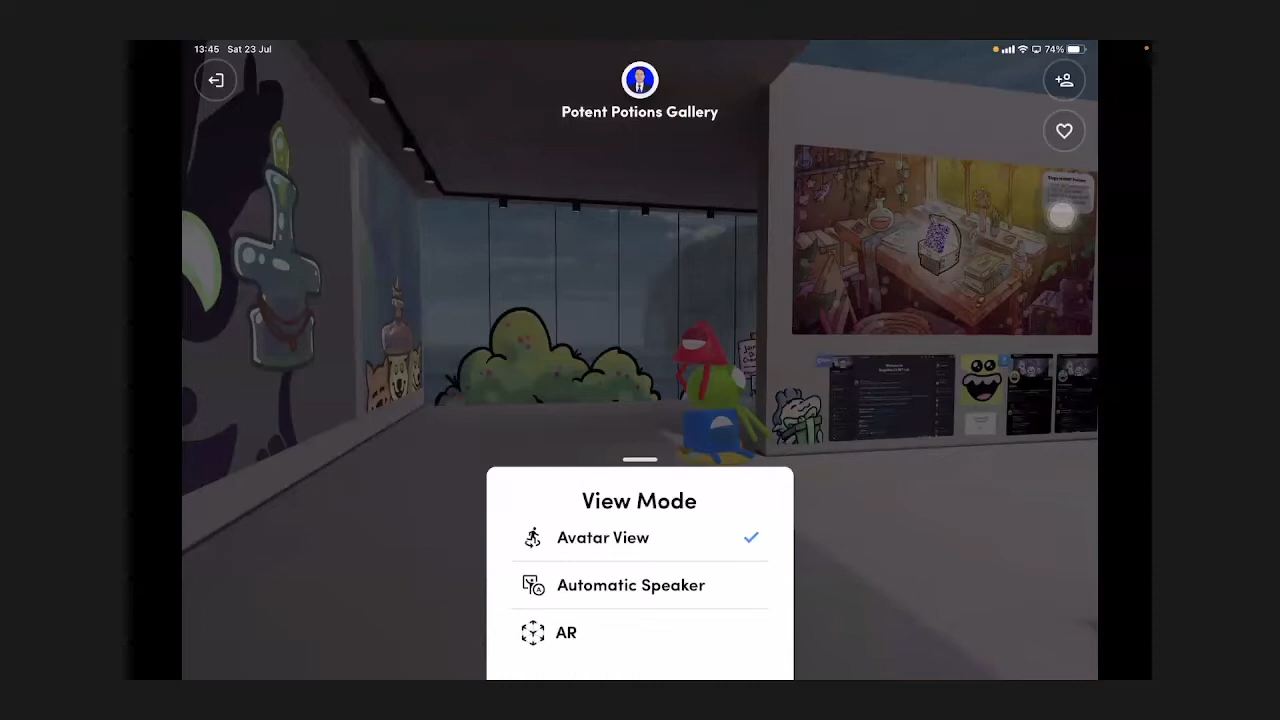 13:45 Sat 23 Jul
74%
Potent Potions Gallery
View Mode
Avatar View
Automatic Speaker
AR